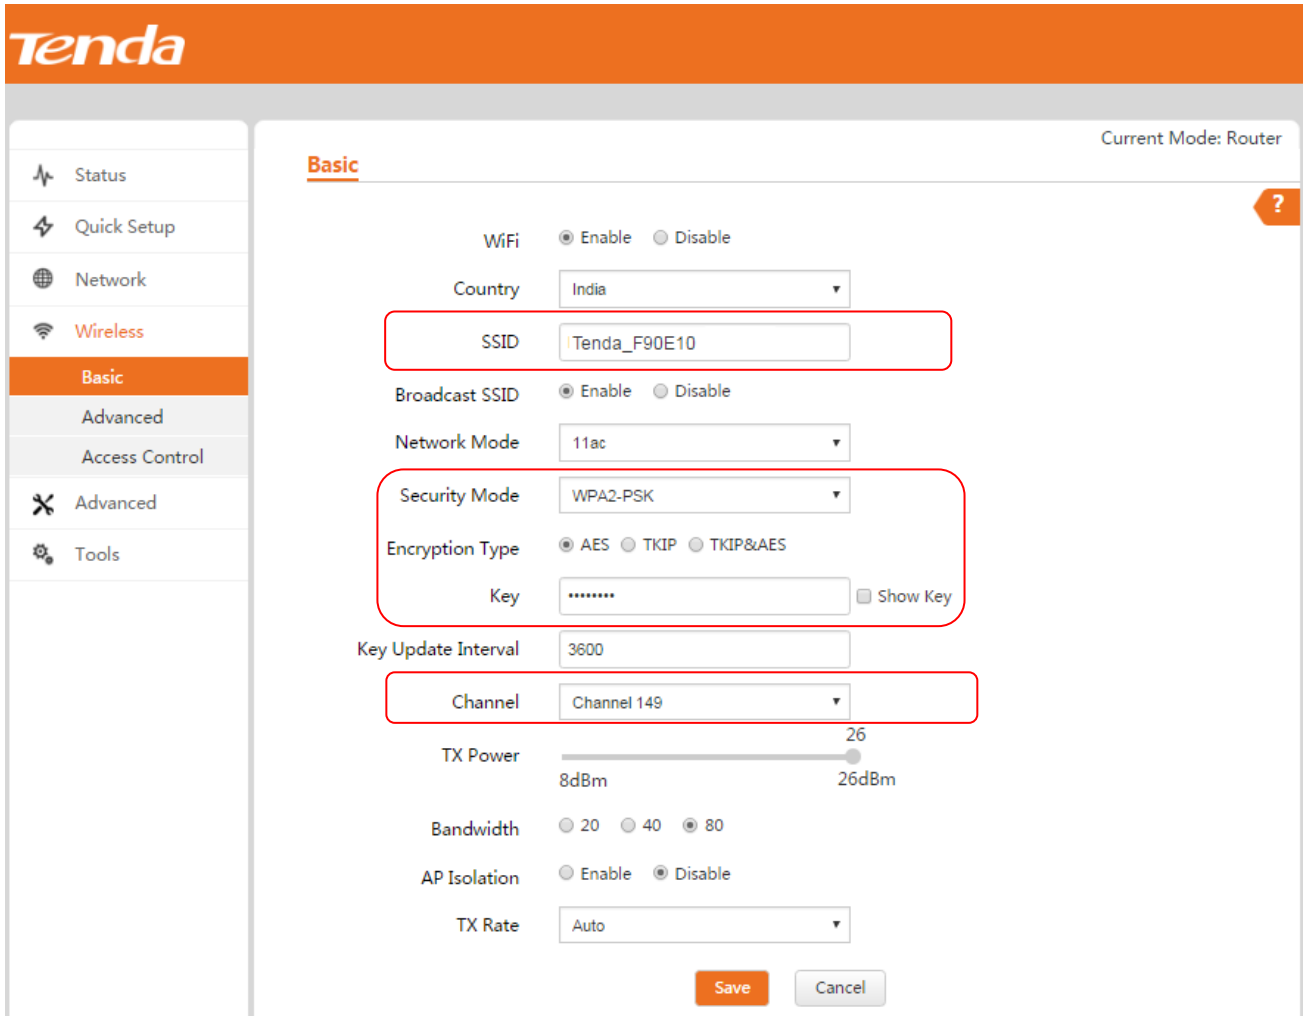 Tenda
Current Mode: Router
Status
Quick Setup
Network
Wireless
Basic
Advanced
Access Control
Advanced
Tools
Basic
?
WiFi Enable Disable
Country India
SSID Tenda_F90E10
Broadcast SSID Enable Disable
Network Mode 11ac
Security Mode WPA2-PSK
Encryption Type AES TKIP TKIP&AES
Key •••••••• Show Key
Key Update Interval 3600
Channel Channel 149
26
TX Power
8dBm 26dBm
Bandwidth 20 40 80
AP Isolation Enable Disable
TX Rate Auto
Save Cancel